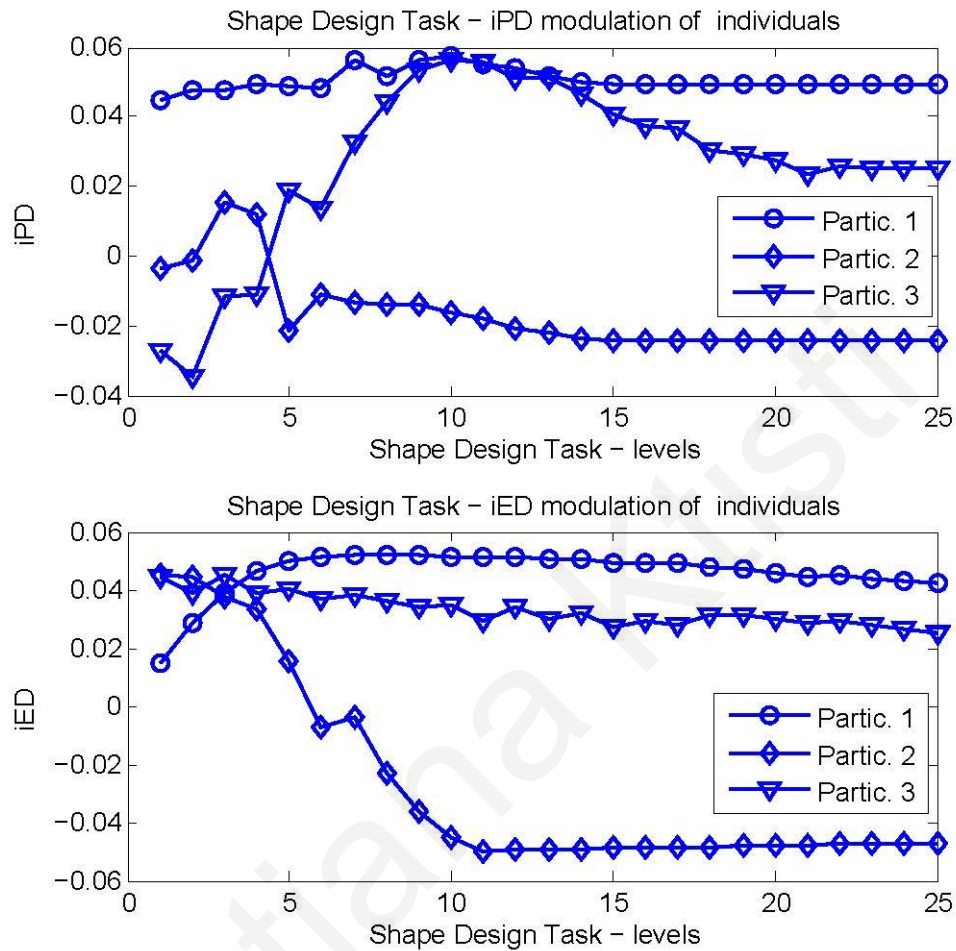 Shape Design Task − iPD modulation of  individuals
0.06
0.04
0.02
0
−0.02
−0.04
iPD
Partic. 1
Partic. 2
Partic. 3
0 5 10 15 20 25
Shape Design Task − levels
Shape Design Task − iED modulation of  individuals
0.06
0.04
0.02
0
−0.02
−0.04
−0.06
iED
Partic. 1
Partic. 2
Partic. 3
0 5 10 15 20 25
Shape Design Task − levels
tjana Ktisti